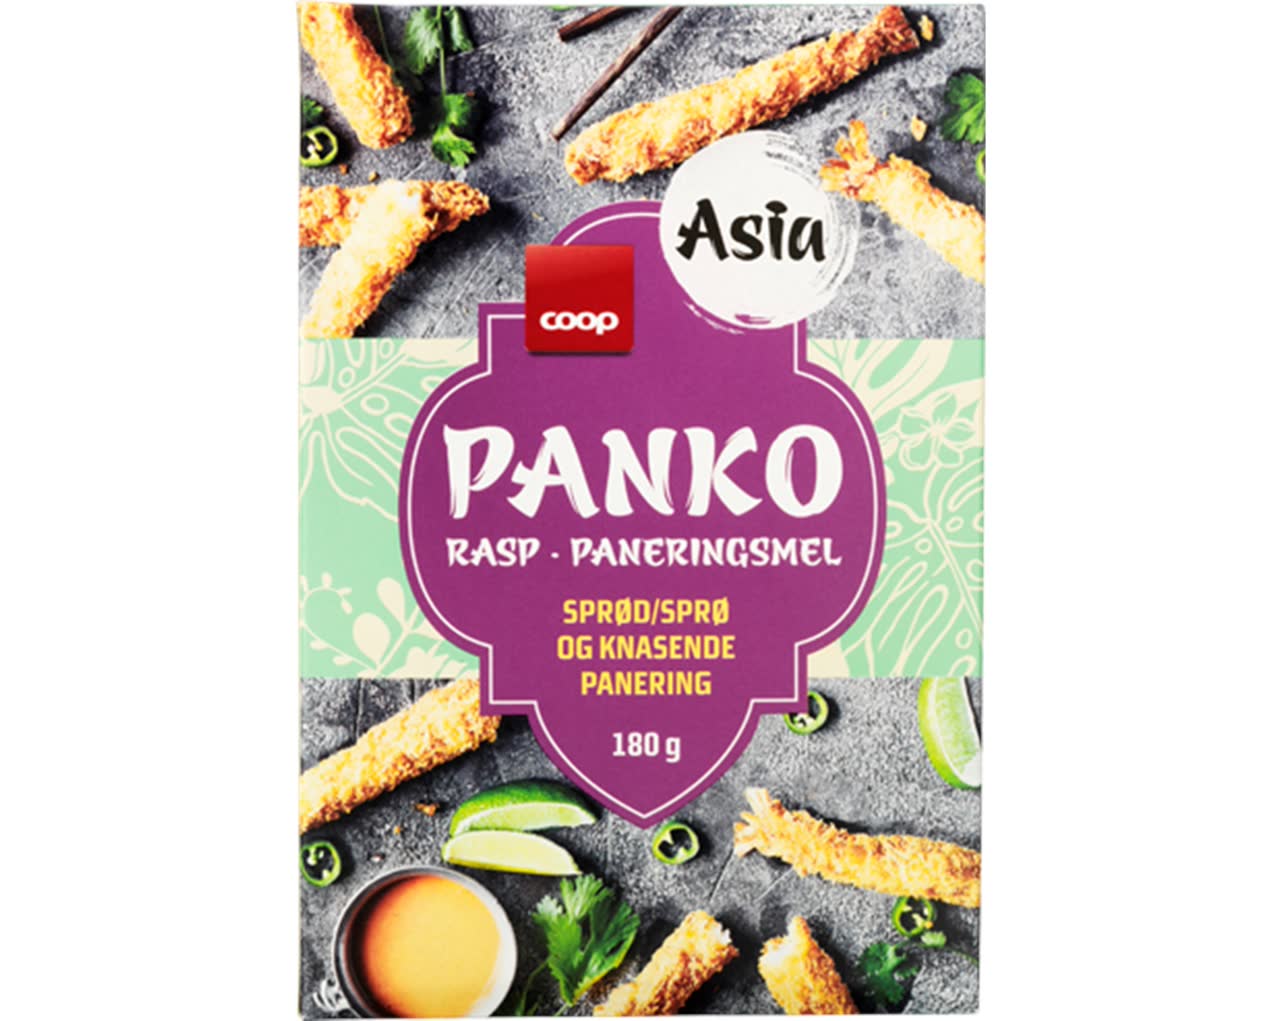 Asia
coop
PANKO
RASP · PANERINGSMEL
SPRØD/SPRØ
OG KNASENDE
PANERING
180 g